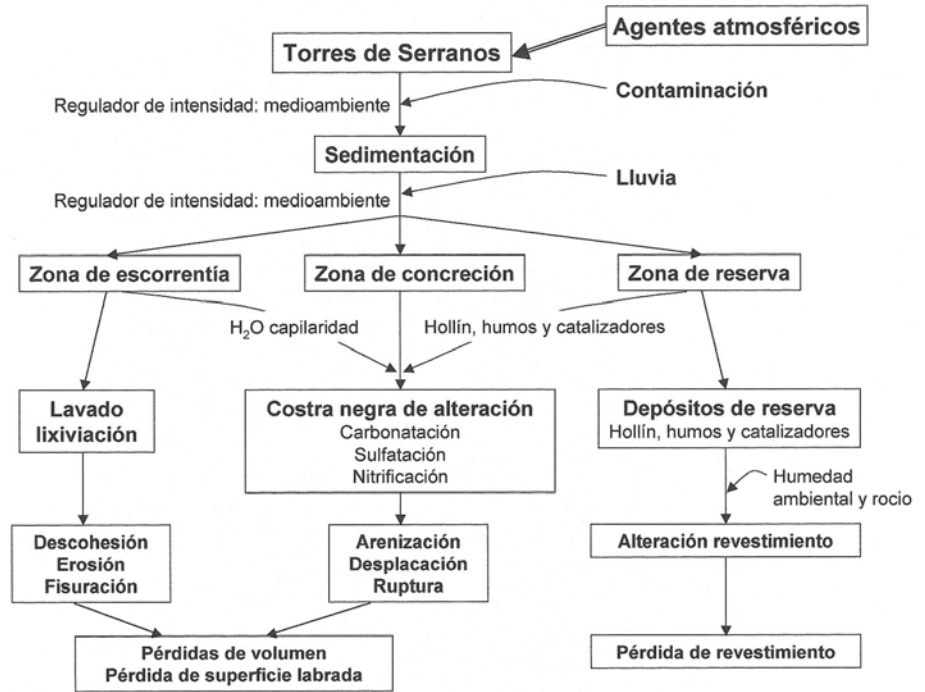 Agentes atmosféricos
Torres de Serranos
Contaminación
Regulador de intensidad: medioambiente
Sedimentación
Lluvia
Regulador de intensidad: medioambiente
Zona de escorrentía
Zona de concreción
Zona de reserva
H₂O capilaridad
Hollín, humos y catalizadores
Lavado
lixiviación
Costra negra de alteración
Carbonatación
Sulfatación
Nitrificación
Depósitos de reserva
Hollín, humos y catalizadores
Humedad
ambiental y rocio
Descohesión
Erosión
Fisuración
Arenización
Desplacación
Ruptura
Alteración revestimiento
Pérdidas de volumen
Pérdida de superficie labrada
Pérdida de revestimiento